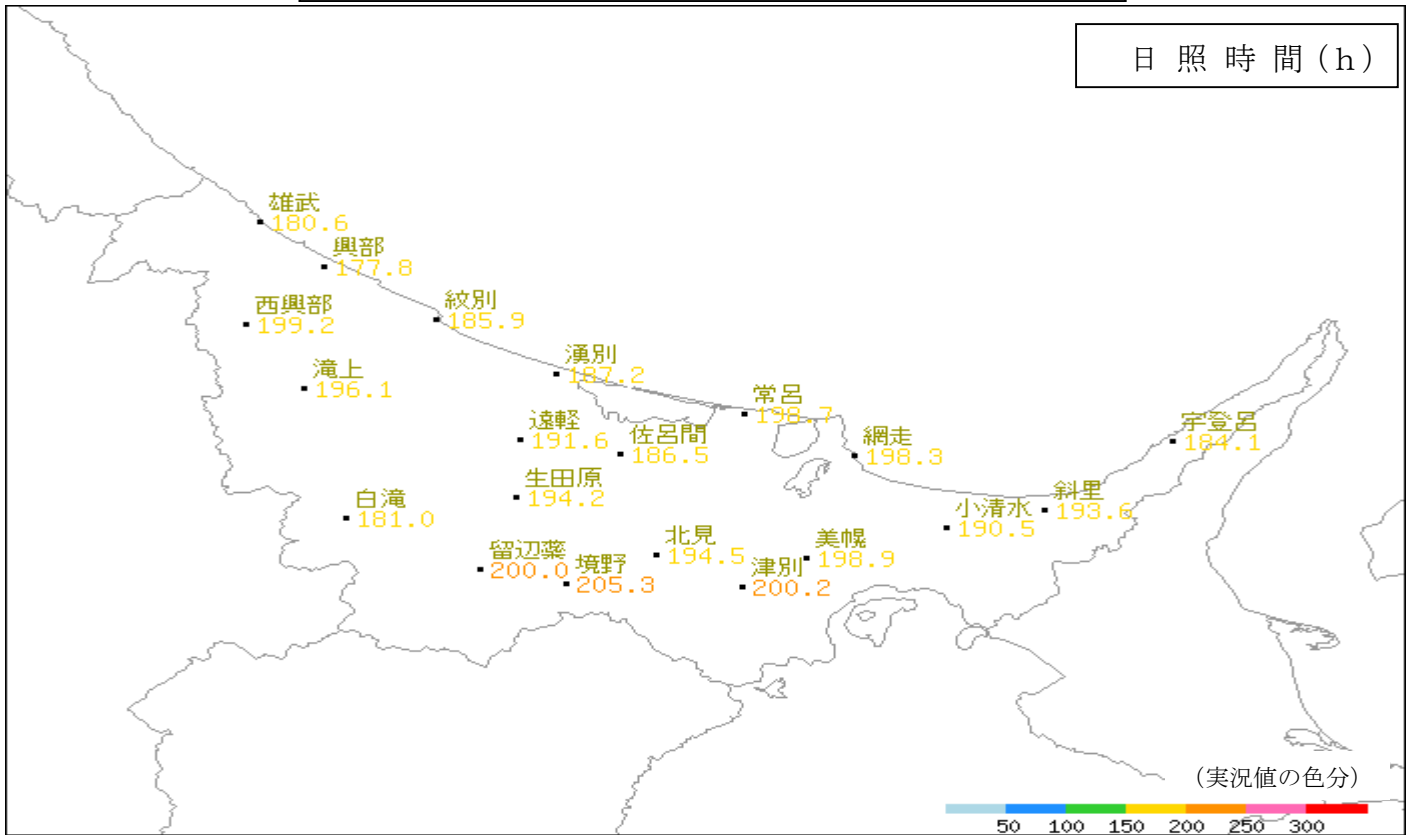 日照時間(h)
雄武
180.6
興部
177.8
西興部
199.2
紋別
185.9
滝上
196.1
湧別
187.2
常呂
198.7
遠軽
191.6
佐呂間
186.5
網走
198.3
宇登呂
184.1
生田原
194.2
白滝
181.0
斜里
193.6
小清水
190.5
北見
194.5
美幌
198.9
留辺蘂
200.0
境野
205.3
津別
200.2
(実況値の色分)
50 100 150 200 250 300